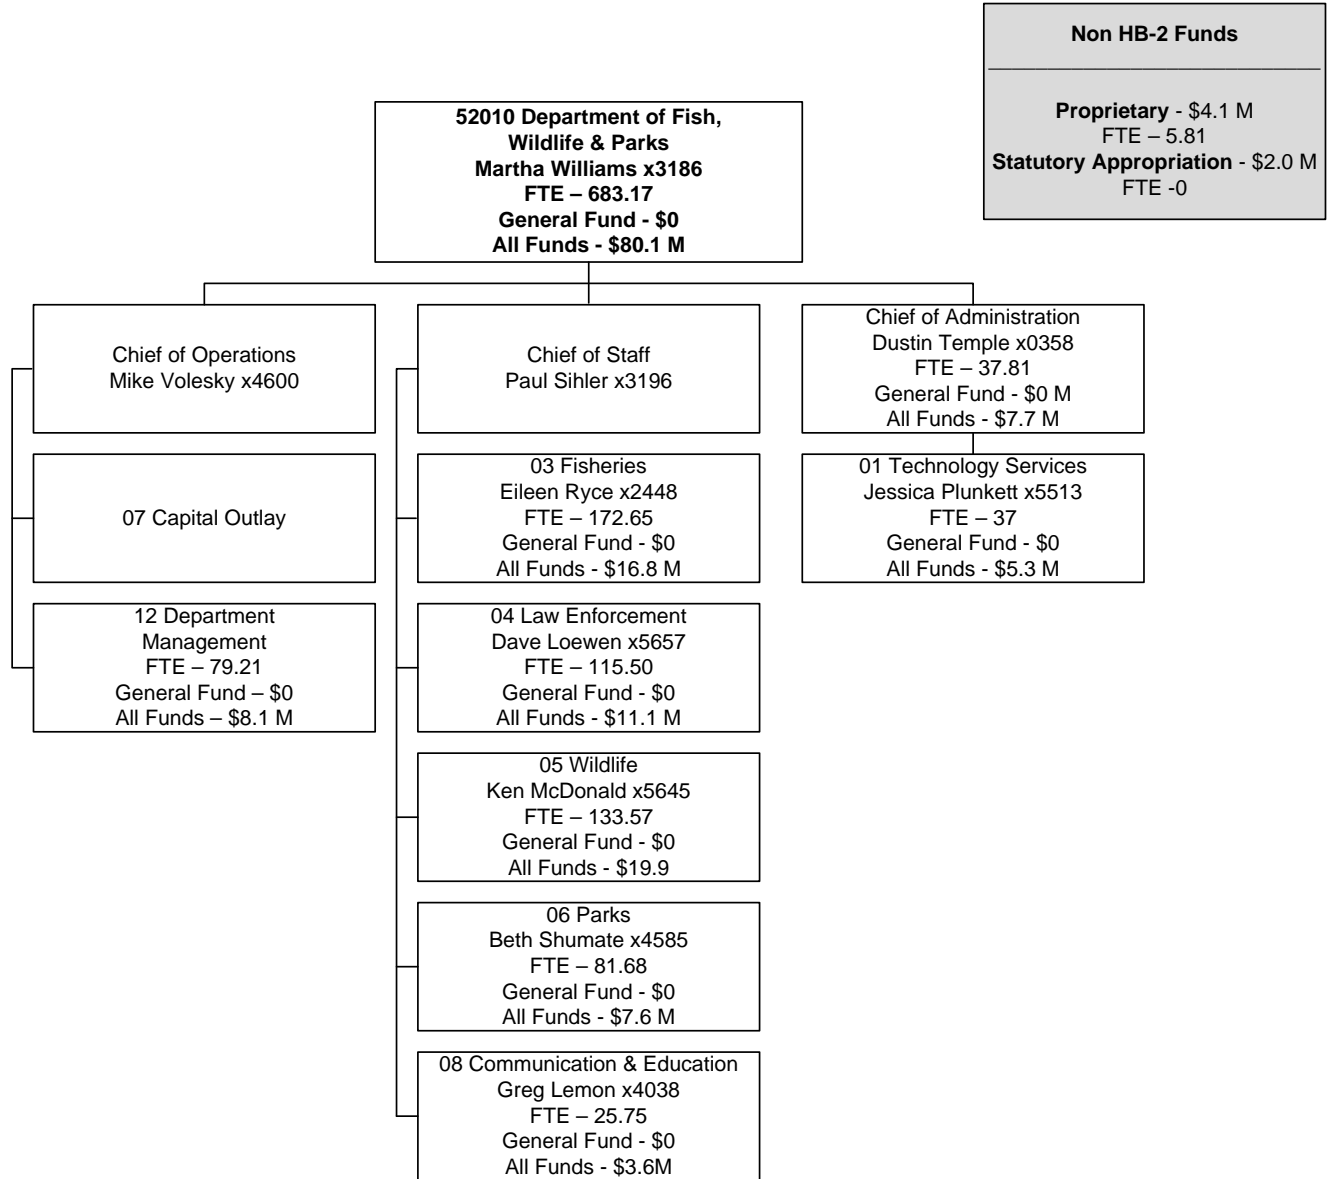 Non HB-2 Funds
Proprietary - $4.1 M
FTE – 5.81
Statutory Appropriation - $2.0 M
FTE -0
52010 Department of Fish,
Wildlife & Parks
Martha Williams x3186
FTE – 683.17
General Fund - $0
All Funds - $80.1 M
Chief of Operations
Mike Volesky x4600
07 Capital Outlay
12 Department
Management
FTE – 79.21
General Fund – $0
All Funds – $8.1 M
Chief of Staff
Paul Sihler x3196
03 Fisheries
Eileen Ryce x2448
FTE – 172.65
General Fund - $0
All Funds - $16.8 M
04 Law Enforcement
Dave Loewen x5657
FTE – 115.50
General Fund - $0
All Funds - $11.1 M
05 Wildlife
Ken McDonald x5645
FTE – 133.57
General Fund - $0
All Funds - $19.9
06 Parks
Beth Shumate x4585
FTE – 81.68
General Fund - $0
All Funds - $7.6 M
08 Communication & Education
Greg Lemon x4038
FTE – 25.75
General Fund - $0
All Funds - $3.6M
Chief of Administration
Dustin Temple x0358
FTE – 37.81
General Fund - $0 M
All Funds - $7.7 M
01 Technology Services
Jessica Plunkett x5513
FTE – 37
General Fund - $0
All Funds - $5.3 M